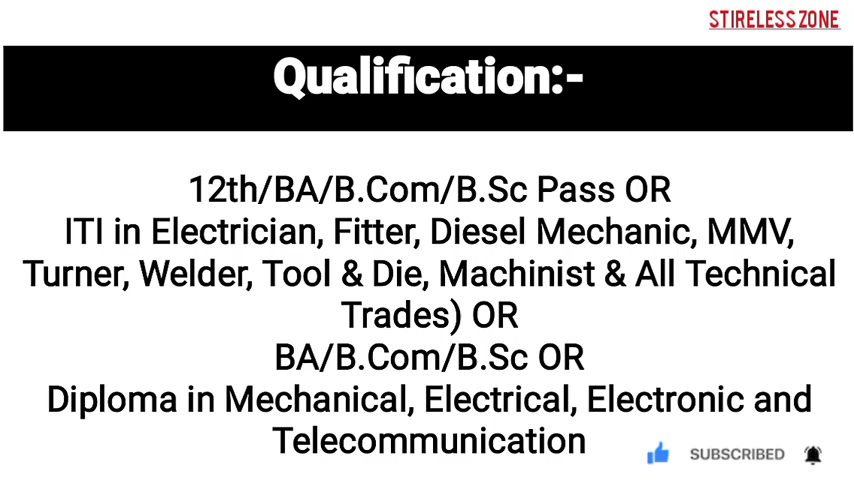 STIRELESS ZONE
Qualification:-
12th/BA/B.Com/B.Sc Pass OR
ITI in Electrician, Fitter, Diesel Mechanic, MMV,
Turner, Welder, Tool & Die, Machinist & All Technical
Trades) OR
BA/B.Com/B.Sc OR
Diploma in Mechanical, Electrical, Electronic and
Telecommunication
SUBSCRIBED